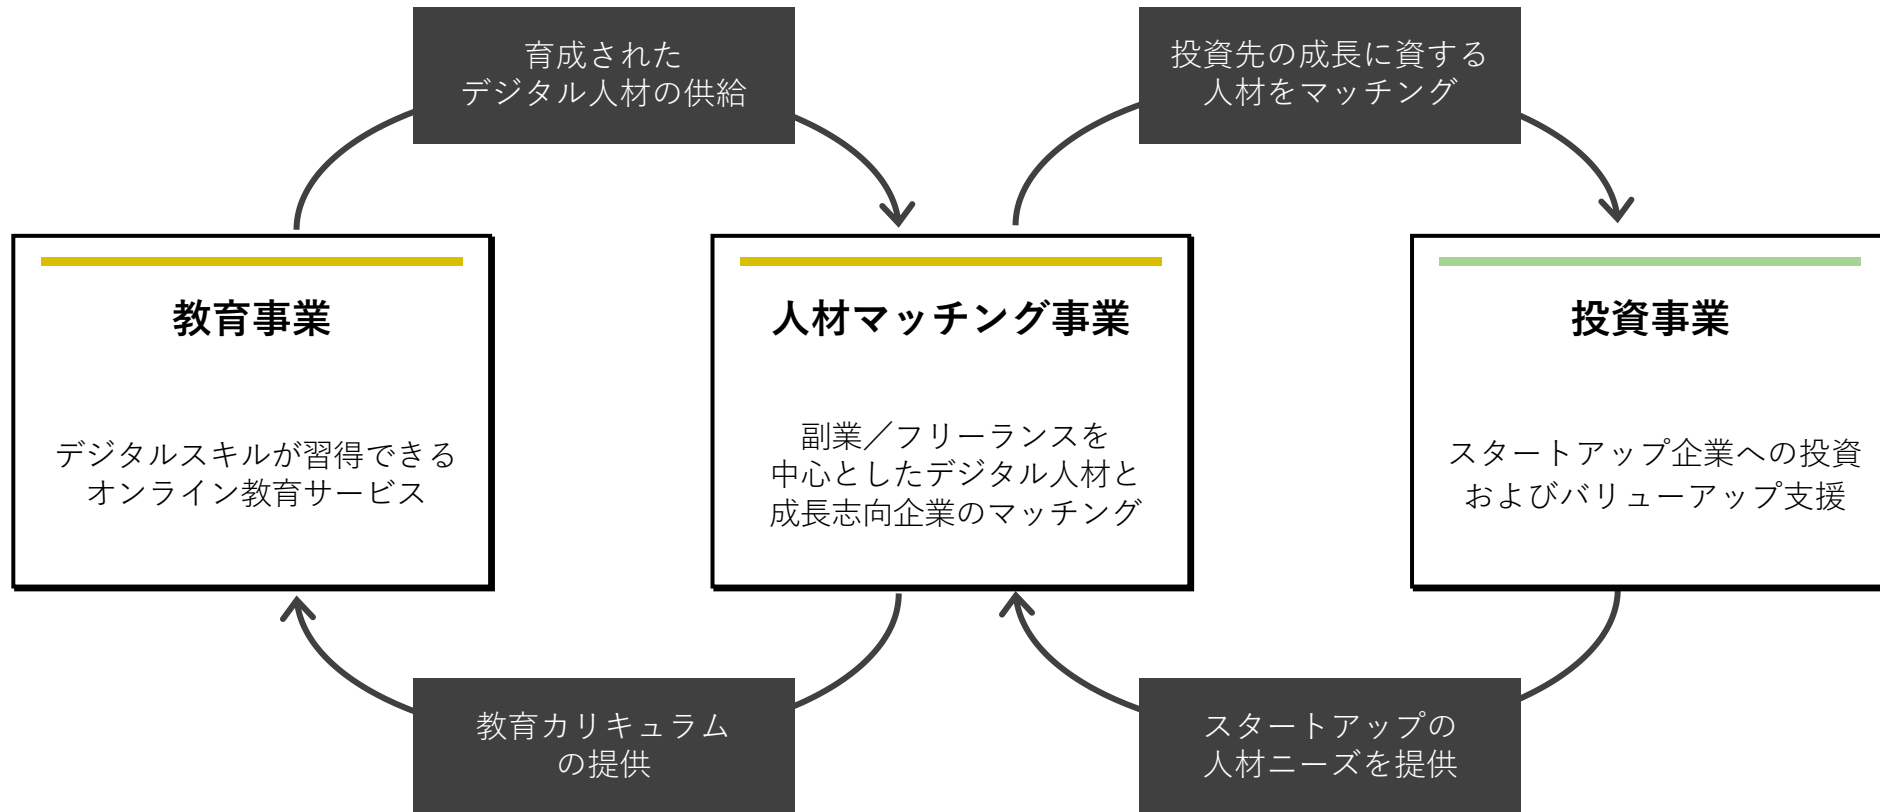 育成された
デジタル人材の供給
投資先の成長に資する
人材をマッチング
教育事業
デジタルスキルが習得できる
オンライン教育サービス
人材マッチング事業
副業／フリーランスを
中心としたデジタル人材と
成長志向企業のマッチング
投資事業
スタートアップ企業への投資
およびバリューアップ支援
教育カリキュラム
の提供
スタートアップの
人材ニーズを提供